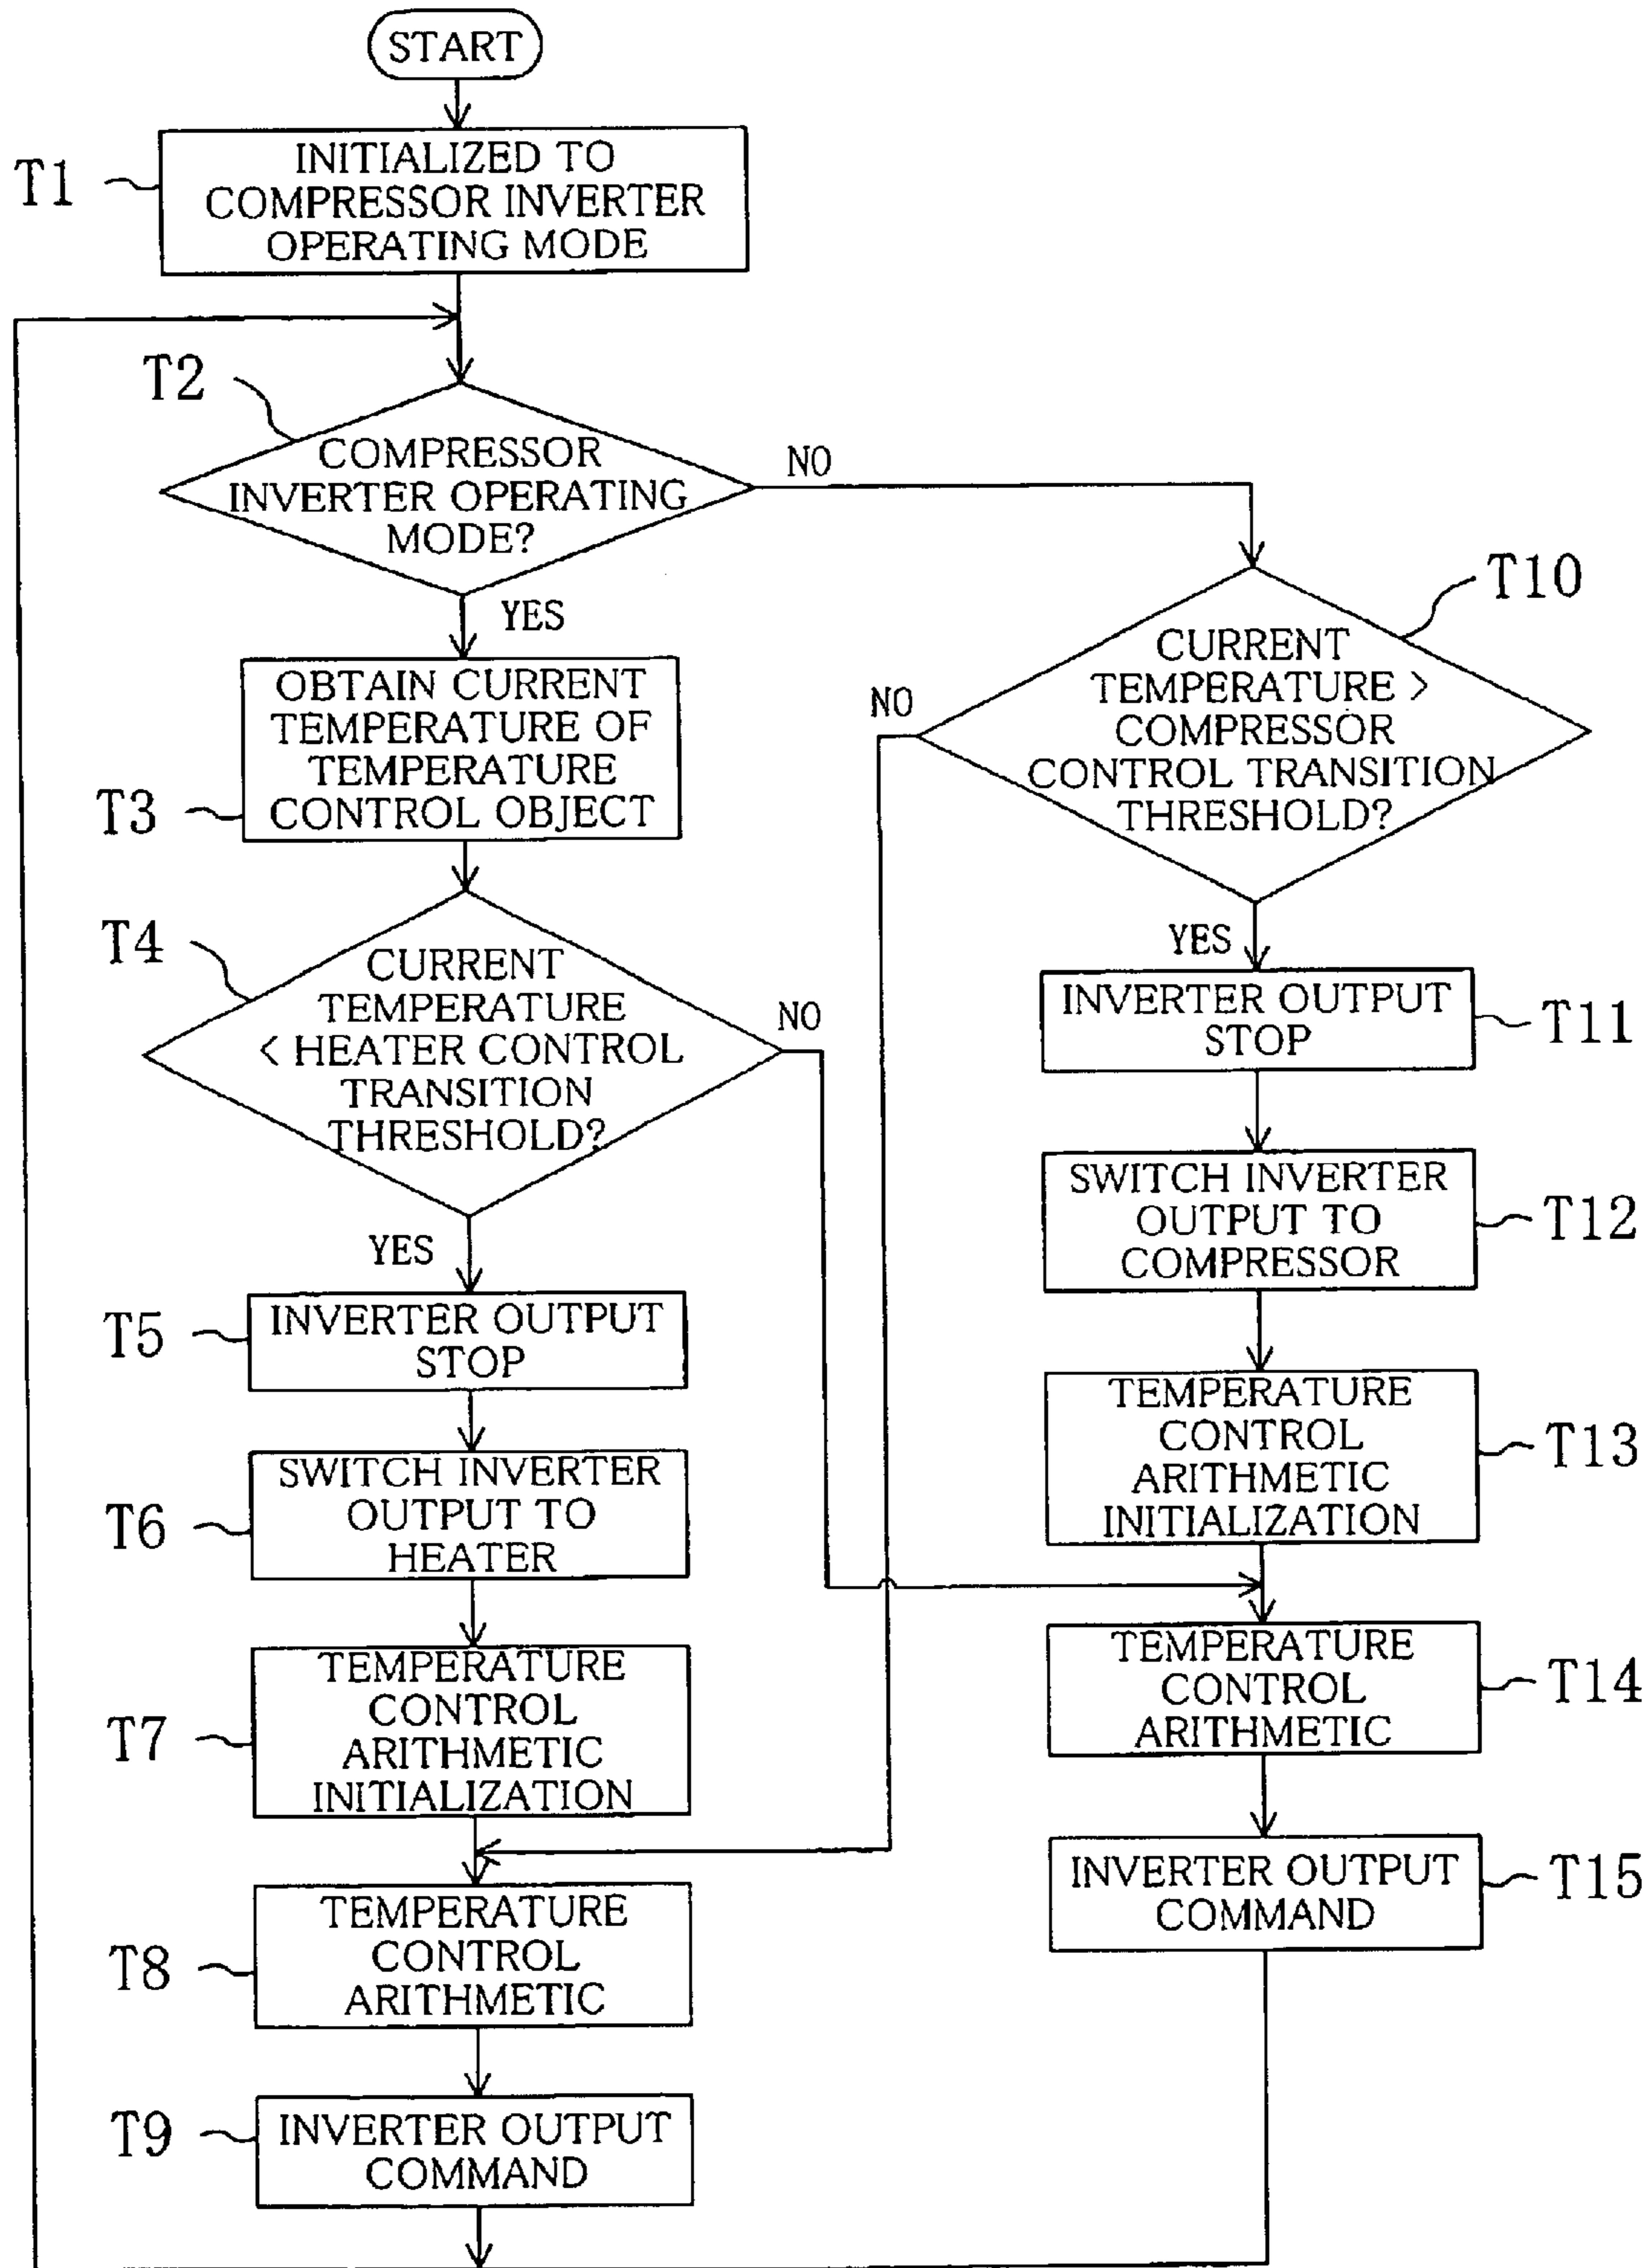 START
T1
INITIALIZED TO
COMPRESSOR INVERTER
OPERATING MODE
T2
COMPRESSOR
INVERTER OPERATING
MODE?
NO
YES
T3
OBTAIN CURRENT
TEMPERATURE OF
TEMPERATURE
CONTROL OBJECT
T4
CURRENT
TEMPERATURE
< HEATER CONTROL
TRANSITION
THRESHOLD?
NO
YES
T5
INVERTER OUTPUT
STOP
T6
SWITCH INVERTER
OUTPUT TO
HEATER
T7
TEMPERATURE
CONTROL
ARITHMETIC
INITIALIZATION
T8
TEMPERATURE
CONTROL
ARITHMETIC
T9
INVERTER OUTPUT
COMMAND
T10
CURRENT
TEMPERATURE >
COMPRESSOR
CONTROL TRANSITION
THRESHOLD?
NO
YES
INVERTER OUTPUT
STOP
T11
SWITCH INVERTER
OUTPUT TO
COMPRESSOR
T12
TEMPERATURE
CONTROL
ARITHMETIC
INITIALIZATION
T13
TEMPERATURE
CONTROL
ARITHMETIC
T14
INVERTER OUTPUT
COMMAND
T15